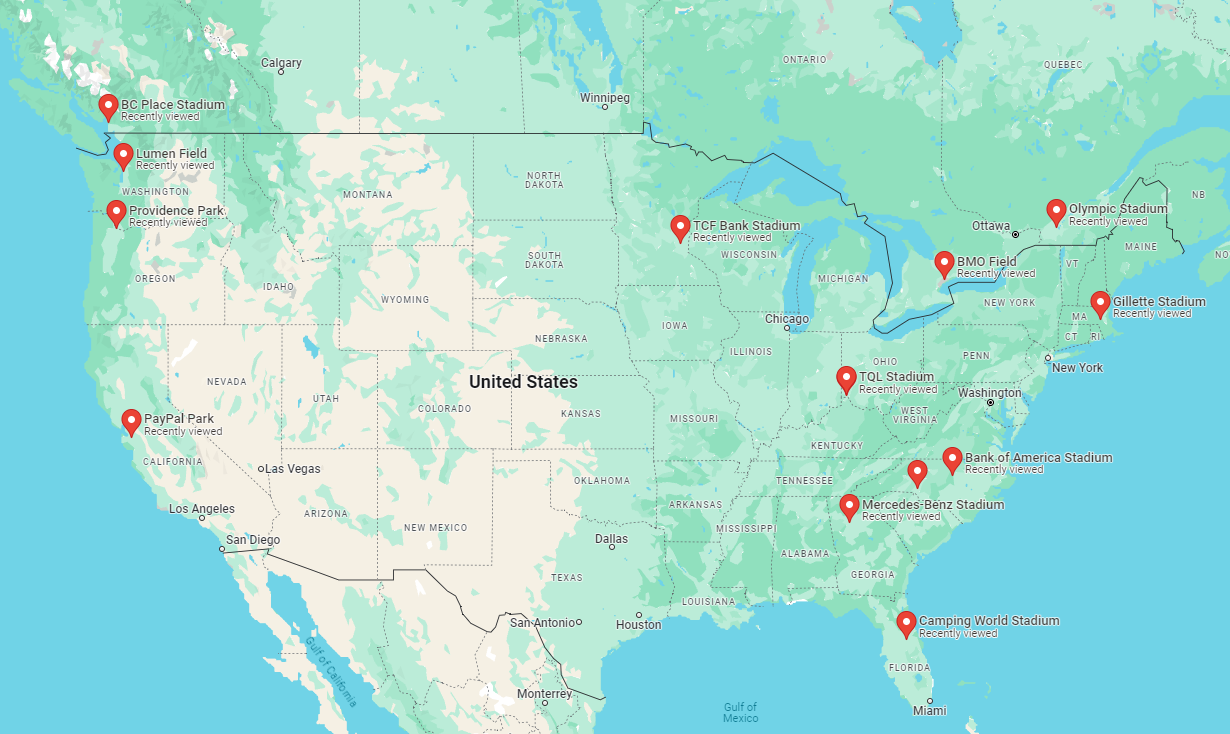 Calgary
ONTARIO
QUEBEC
Winnipeg
BC Place Stadium
Recently viewed
Lumen Field
Recently viewed
WASHINGTON
MONTANA
NORTH
DAKOTA
NB
Providence Park
Recently viewed
TCF Bank Stadium
Recently viewed
Ottawa
Olympic Stadium
Recently viewed
MAINE
NO
WISCONSIN
SOUTH
DAKOTA
BMO Field
Recently viewed
VT
OREGON
IDAHO
MICHIGAN
WYOMING
NEW YORK
Gillette Stadium
Recently viewed
MA
CT
RI
Chicago
IOWA
NEBRASKA
ILLINOIS
OHIO
PENN
New York
United States
NEVADA
UTAH
COLORADO
TQL Stadium
Recently viewed
Washington
KANSAS
MISSOURI
WEST
VIRGINIA
PayPal Park
Recently viewed
KENTUCKY
CALIFORNIA
Las Vegas
Bank of America Stadium
Recently viewed
OKLAHOMA
TENNESSEE
Los Angeles
ARIZONA
NEW MEXICO
ARKANSAS
Mercedes-Benz Stadium
Recently viewed
MISSISSIPPI
San Diego
Dallas
ALABAMA
TEXAS
GEORGIA
LOUISIANA
San Antonio
Houston
Camping World Stadium
Recently viewed
Gulf of California
FLORIDA
Monterrey
Gulf of
Mexico
Miami